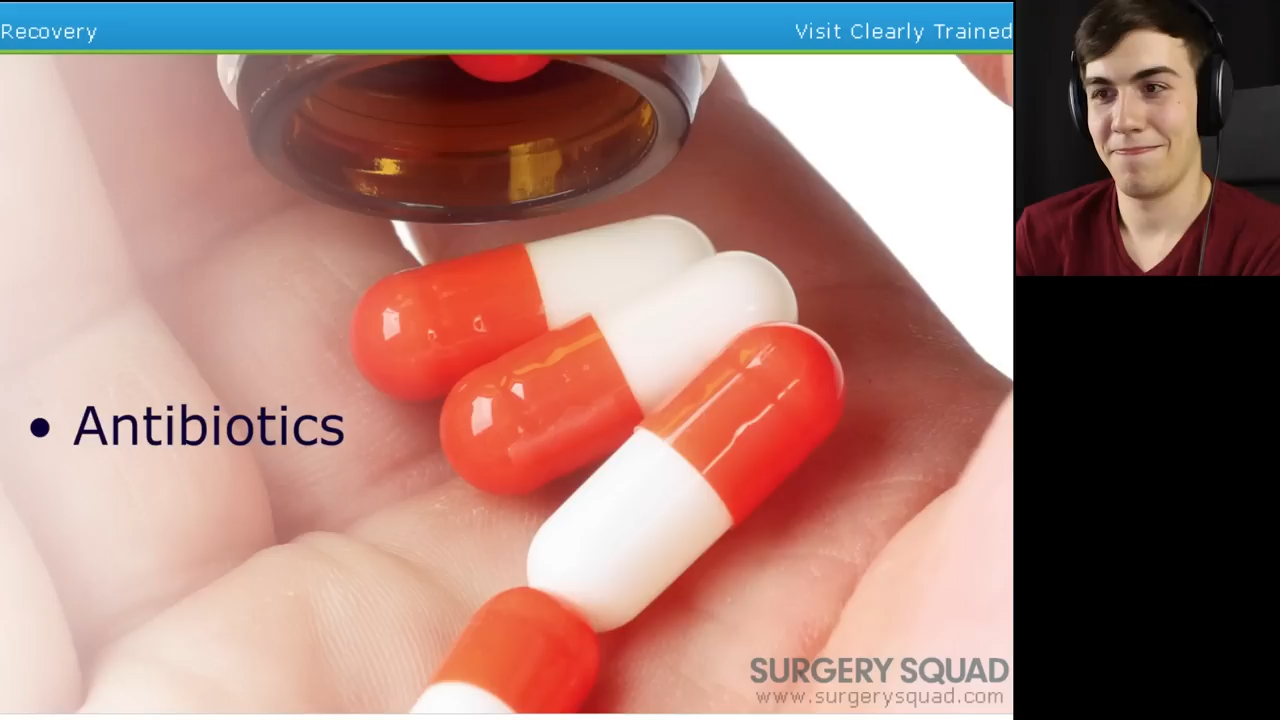 Recovery
Visit Clearly Trained
• Antibiotics
SURGERY SQUAD
www.surgerysquad.com